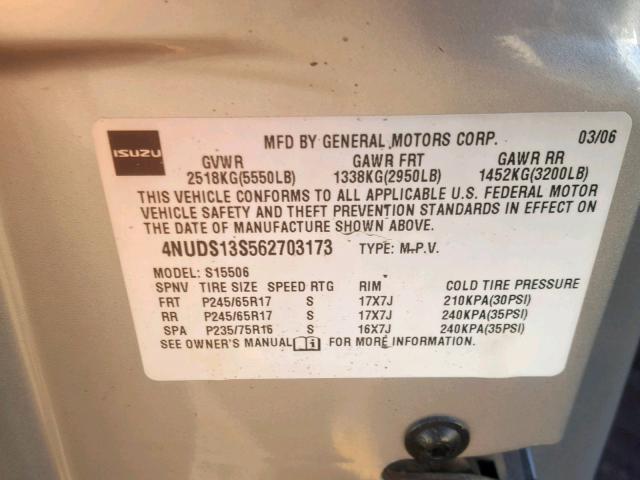 ISUZU
MFD BY GENERAL MOTORS CORP. 03/06
GVWR GAWR FRT GAWR RR
2518KG(5550LB) 1338KG(2950LB) 1452KG(3200LB)
THIS VEHICLE CONFORMS TO ALL APPLICABLE U.S. FEDERAL MOTOR
VEHICLE SAFETY AND THEFT PREVENTION STANDARDS IN EFFECT ON
THE DATE OF MANUFACTURE SHOWN ABOVE.
4NUDS13S562703173 TYPE: M.P.V.
MODEL: S15506
SPNV TIRE SIZE SPEED RTG RIM COLD TIRE PRESSURE
FRT P245/65R17 S 17X7J 210KPA(30PSI)
RR P245/65R17 S 17X7J 240KPA(35PSI)
SPA P235/75R16 S 16X7J 240KPA(35PSI)
SEE OWNER'S MANUAL FOR MORE INFORMATION.